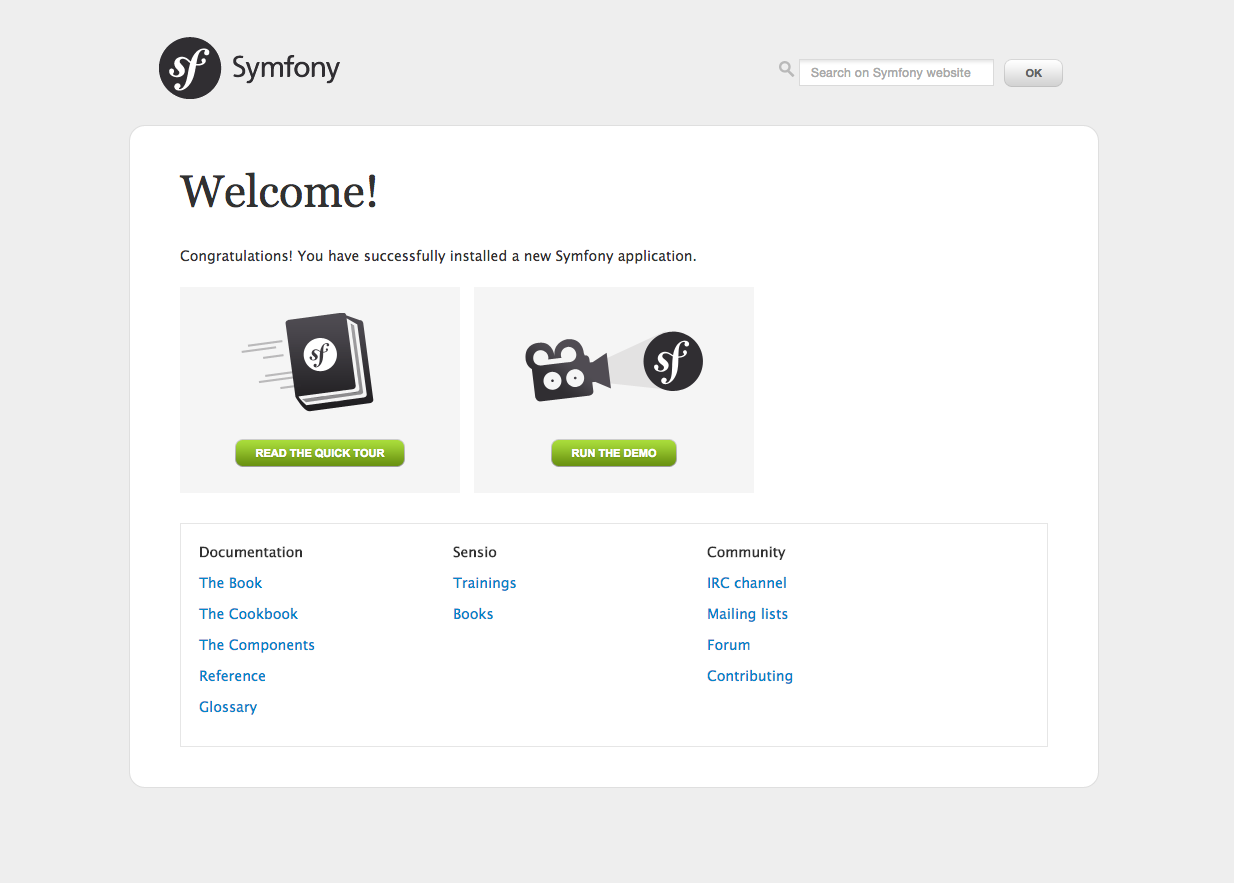 sf Symfony
Search on Symfony website
OK
Welcome!
Congratulations! You have successfully installed a new Symfony application.
sf
sf
READ THE QUICK TOUR
RUN THE DEMO
Documentation
The Book
The Cookbook
The Components
Reference
Glossary
Sensio
Trainings
Books
Community
IRC channel
Mailing lists
Forum
Contributing